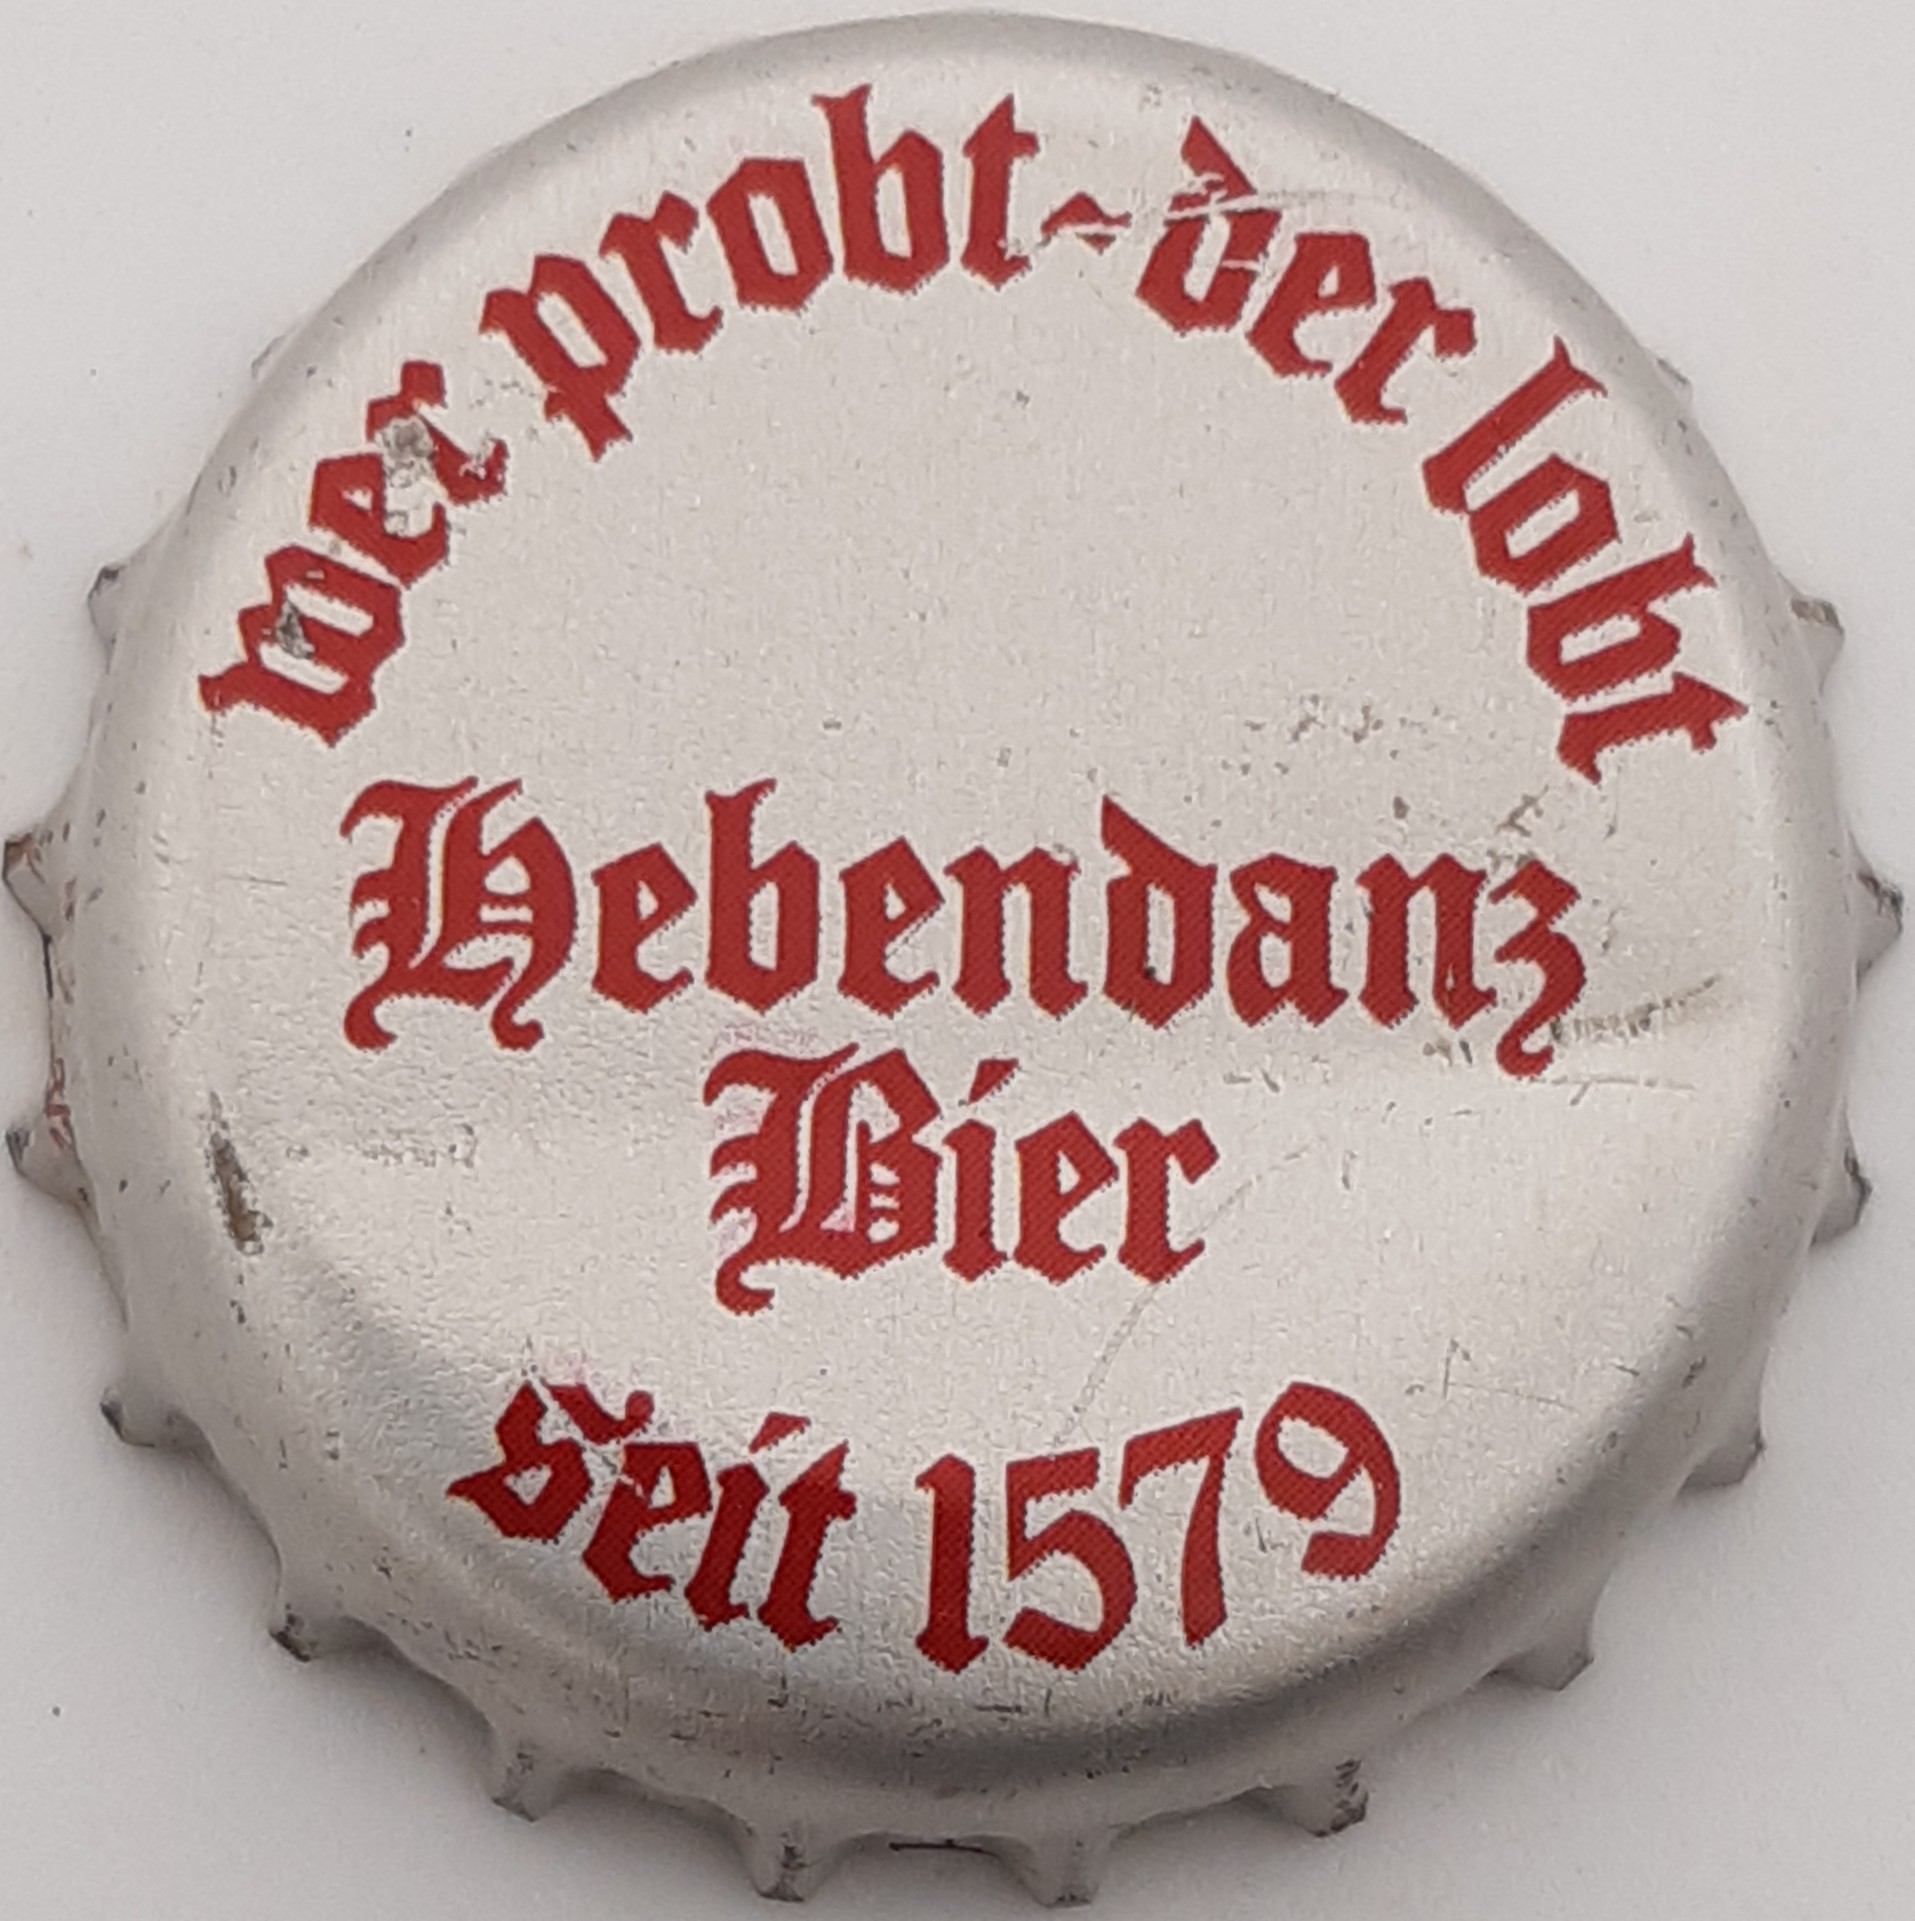 wer probt-der lobt
Hebendanz
Bier
seit 1579